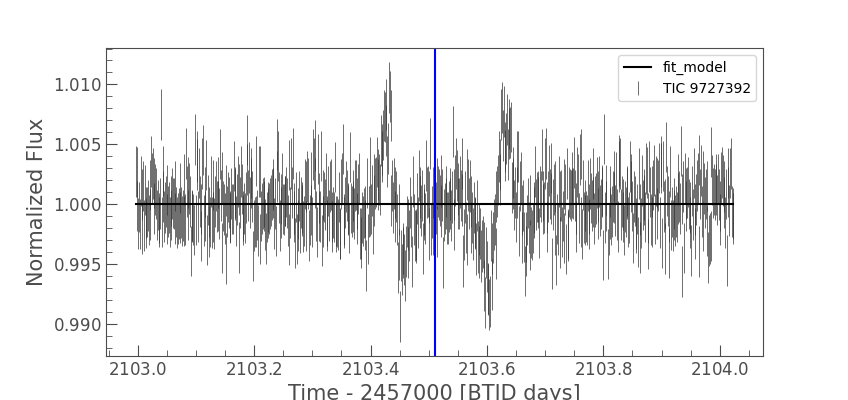 fit_model
TIC 9727392
1.010
1.005
1.000
0.995
0.990
Normalized Flux
2103.0 2103.2 2103.4 2103.6 2103.8 2104.0
Time - 2457000 [BTJD days]